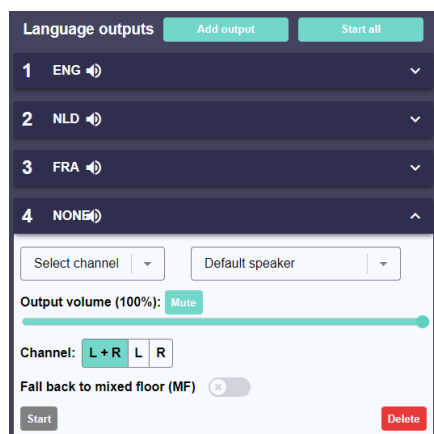 Language outputs Add output Start all
1 ENG
2 NLD
3 FRA
4 NONE
Select channel Default speaker
Output volume (100%): Mute
Channel: L + R L R
Fall back to mixed floor (MF)
Start Delete